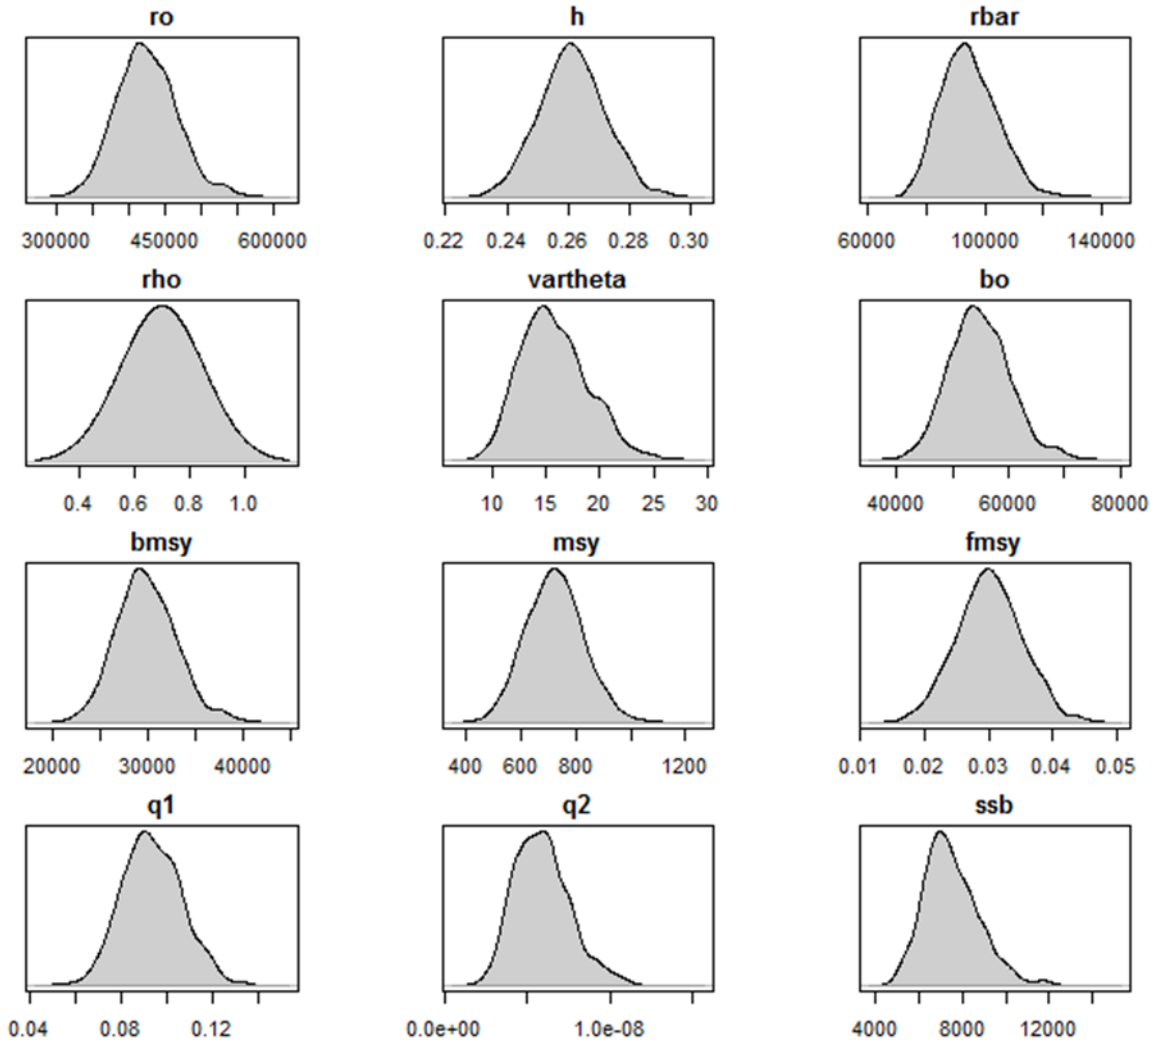 ro h rbar
300000 450000 600000 0.22 0.24 0.26 0.28 0.30 60000 100000 140000
rho vartheta bo
0.4 0.6 0.8 1.0 10 15 20 25 30 40000 60000 80000
bmsy msy fmsy
20000 30000 40000 400 600 800 1200 0.01 0.02 0.03 0.04 0.05
q1 q2 ssb
0.04 0.08 0.12 0.0e+00 1.0e-08 4000 8000 12000